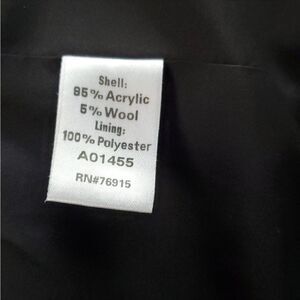 Shell:
95% Acrylic
5% Wool
Lining:
100% Polyester
A01455
RN#76915